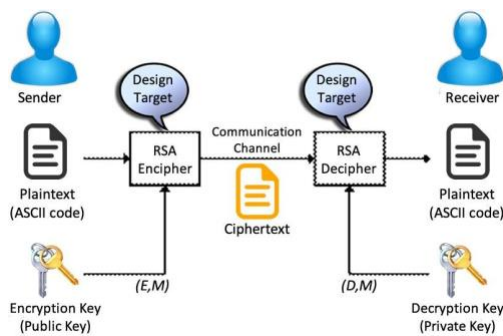 Design
Target
Design
Target
Sender
Receiver
Communication
Channel
RSA
Encipher
RSA
Decipher
Plaintext
(ASCII code)
Ciphertext
Plaintext
(ASCII code)
(E,M)
(D,M)
Encryption Key
(Public Key)
Decryption Key
(Private Key)